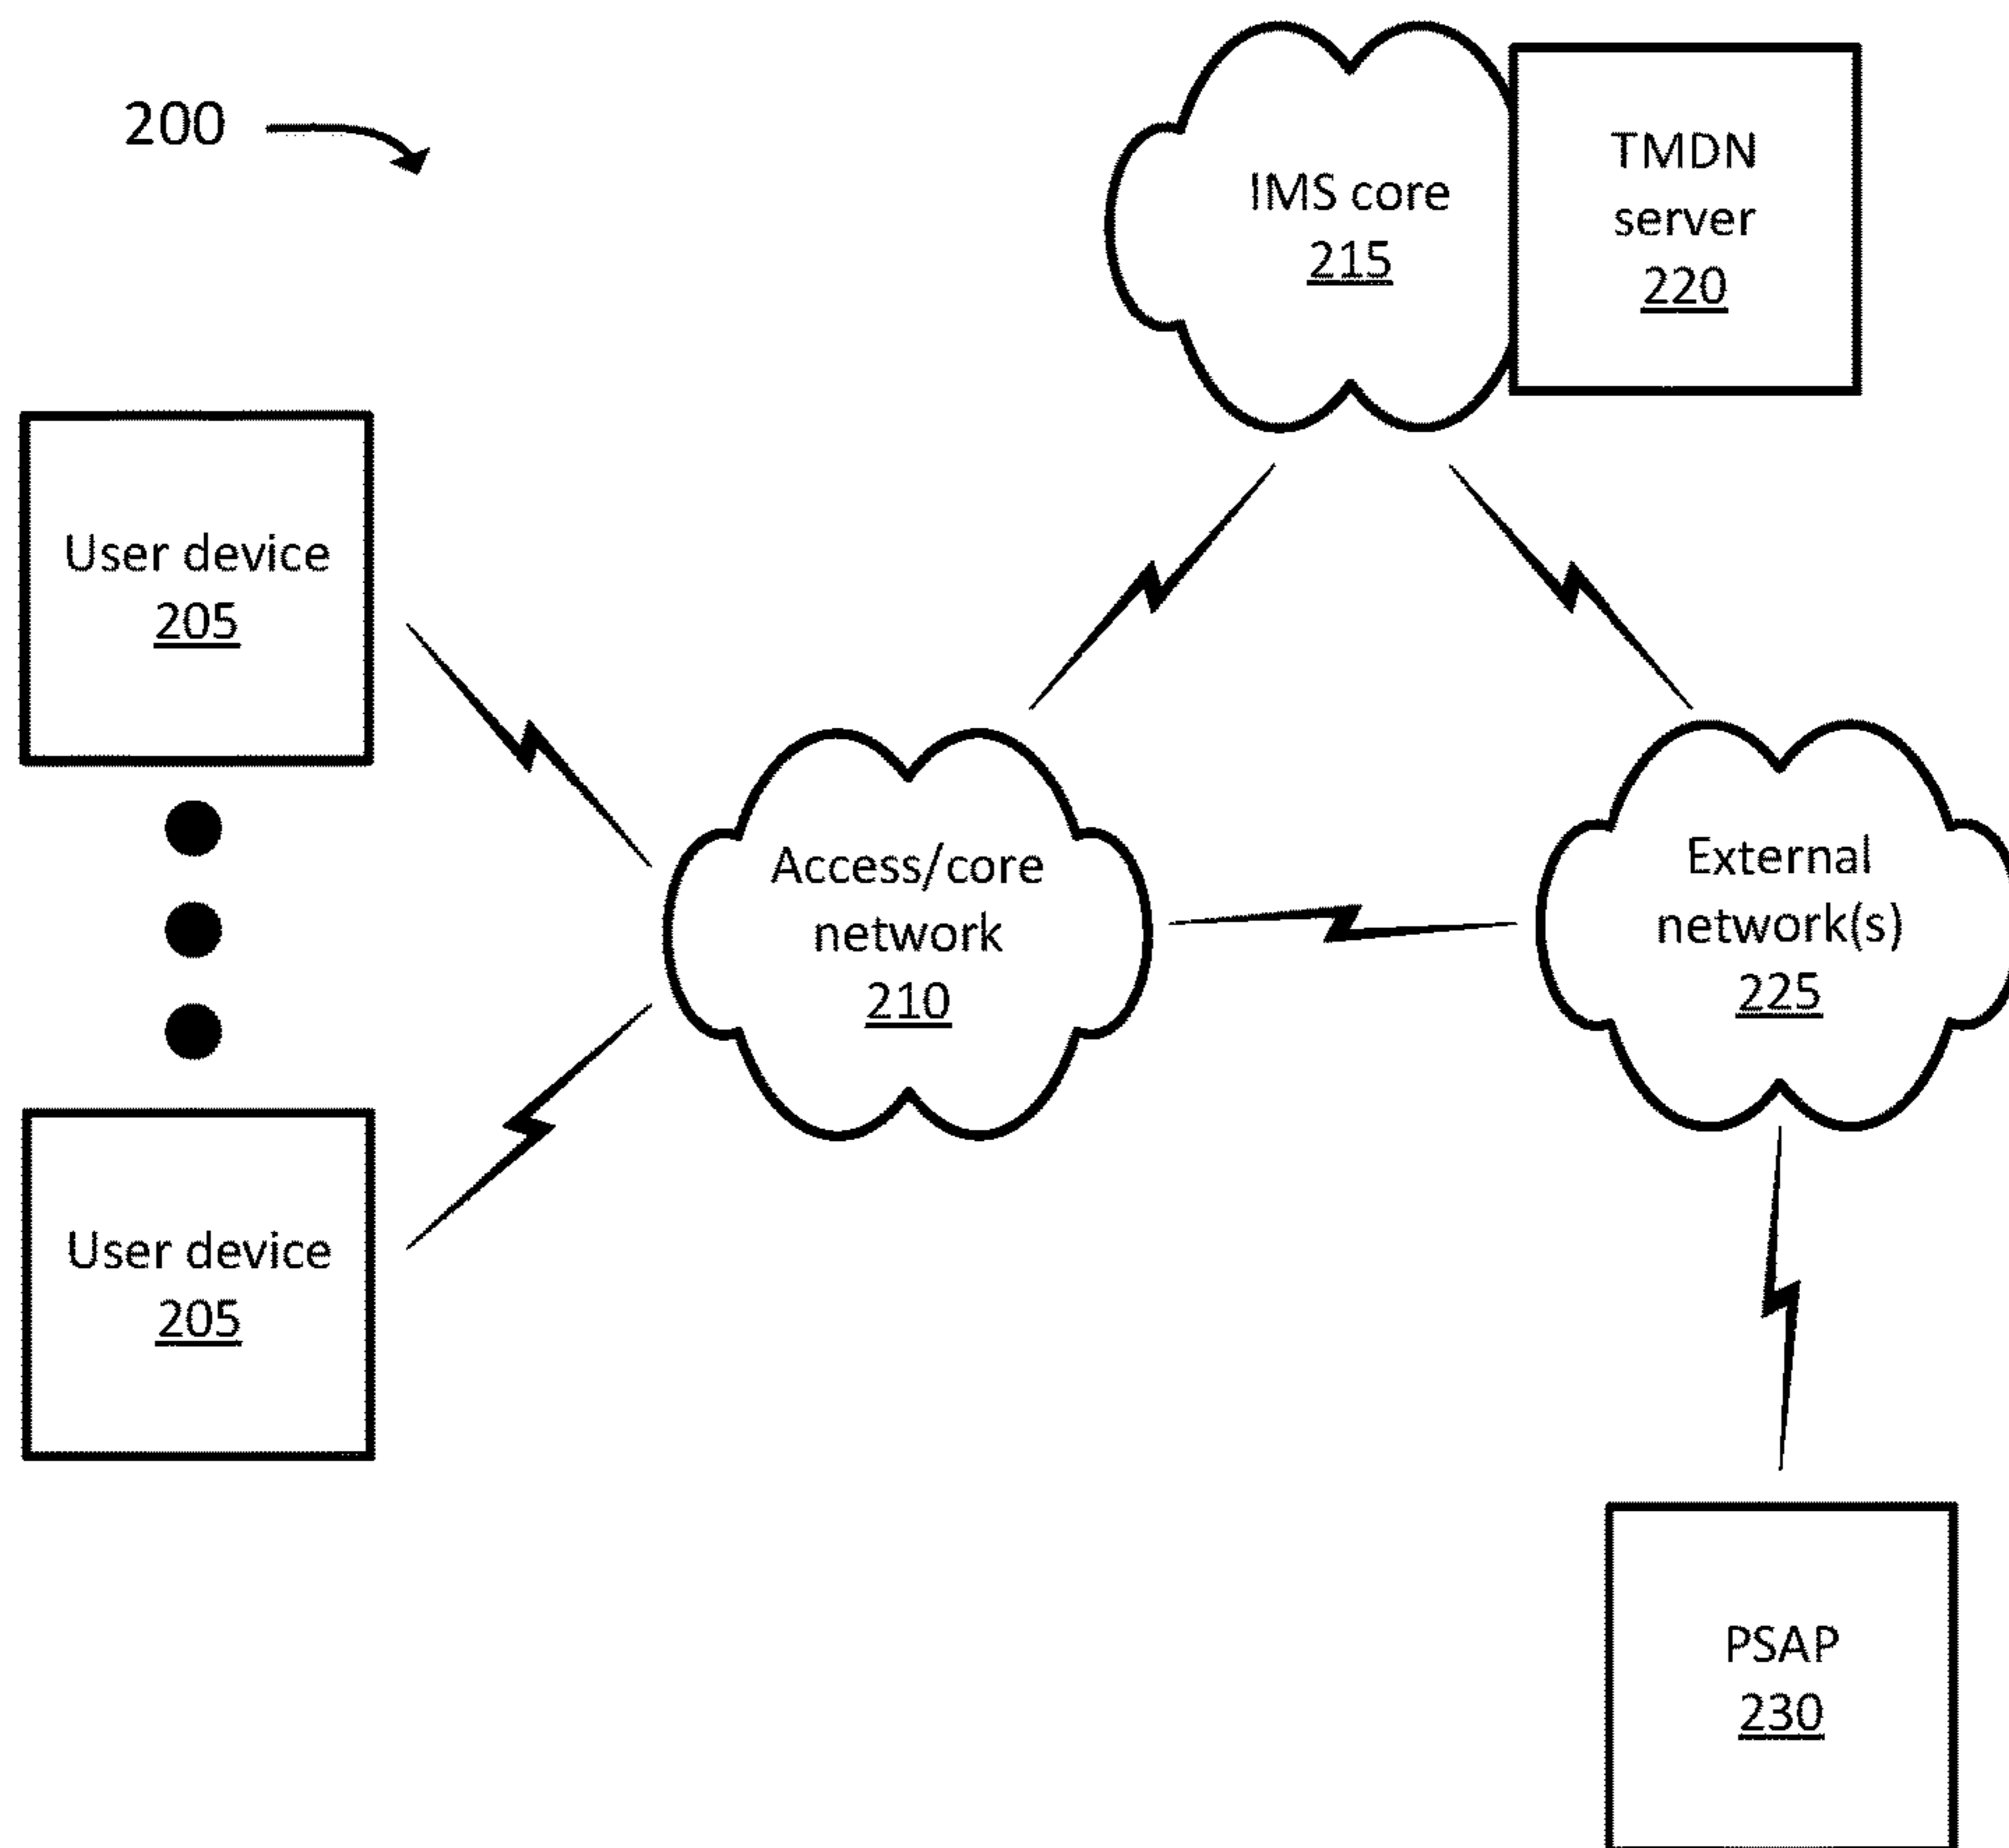 200
IMS core
215
TMDN
server
220
User device
205
Access/core
network
210
External
network(s)
225
User device
205
PSAP
230